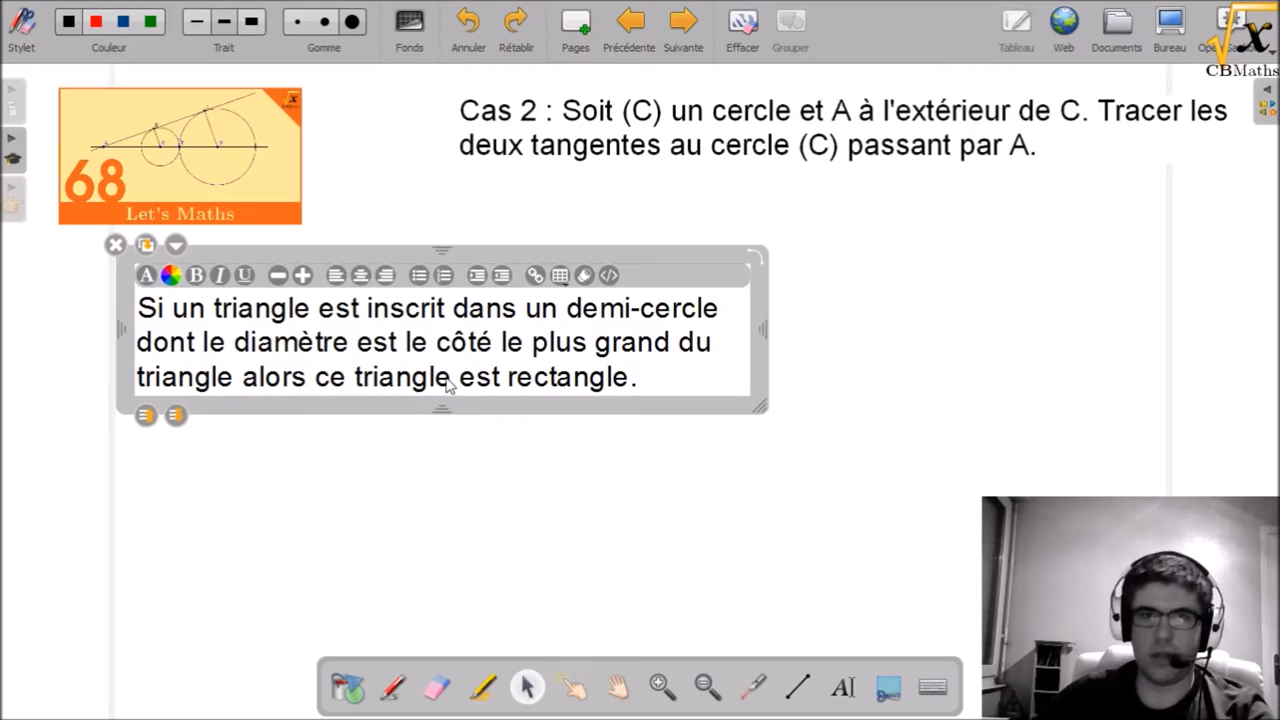 Stylet
Couleur
Trait
Gomme
Fonds
Annuler
Rétablir
Pages
Précédente
Suivante
Effacer
Grouper
Tableau
Web
Documents
Bureau
CBMaths
68
Let's Maths
Cas 2 : Soit (C) un cercle et A à l'extérieur de C. Tracer les
deux tangentes au cercle (C) passant par A.
Si un triangle est inscrit dans un demi-cercle
dont le diamètre est le côté le plus grand du
triangle alors ce triangle est rectangle.